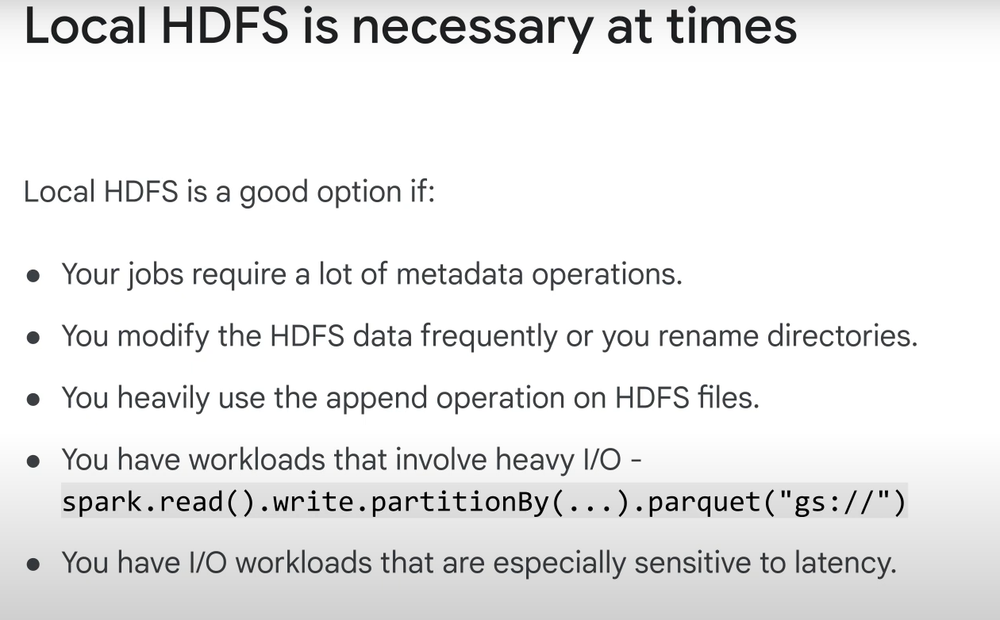 Local HDFS is necessary at times
Local HDFS is a good option if:
● Your jobs require a lot of metadata operations.
● You modify the HDFS data frequently or you rename directories.
● You heavily use the append operation on HDFS files.
● You have workloads that involve heavy I/O -
spark.read().write.partitionBy(...).parquet("gs://")
● You have I/O workloads that are especially sensitive to latency.